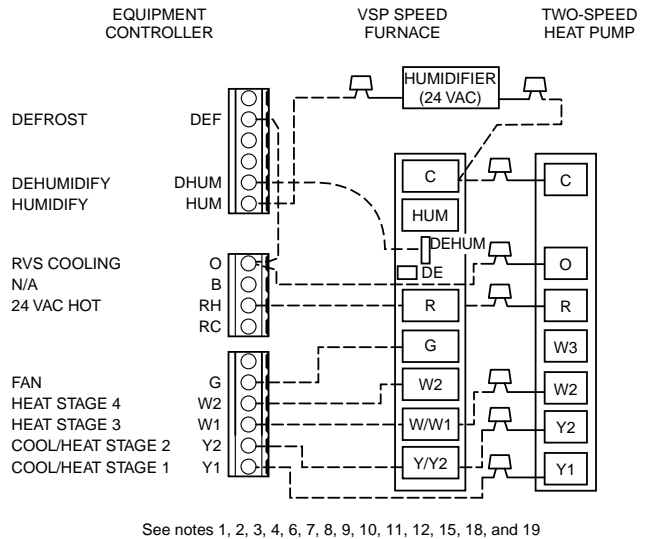 EQUIPMENT
CONTROLLER
VSP SPEED
FURNACE
TWO-SPEED
HEAT PUMP
HUMIDIFIER
(24 VAC)
DEFROST DEF
DEHUMIDIFY DHUM
HUMIDIFY HUM
RVS COOLING O
N/A B
24 VAC HOT RH
RC
FAN G
HEAT STAGE 4 W2
HEAT STAGE 3 W1
COOL/HEAT STAGE 2 Y2
COOL/HEAT STAGE 1 Y1
C
HUM
DEHUM
DE
R
G
W2
W/W1
Y/Y2
C
O
R
W3
W2
Y2
Y1
See notes 1, 2, 3, 4, 6, 7, 8, 9, 10, 11, 12, 15, 18, and 19